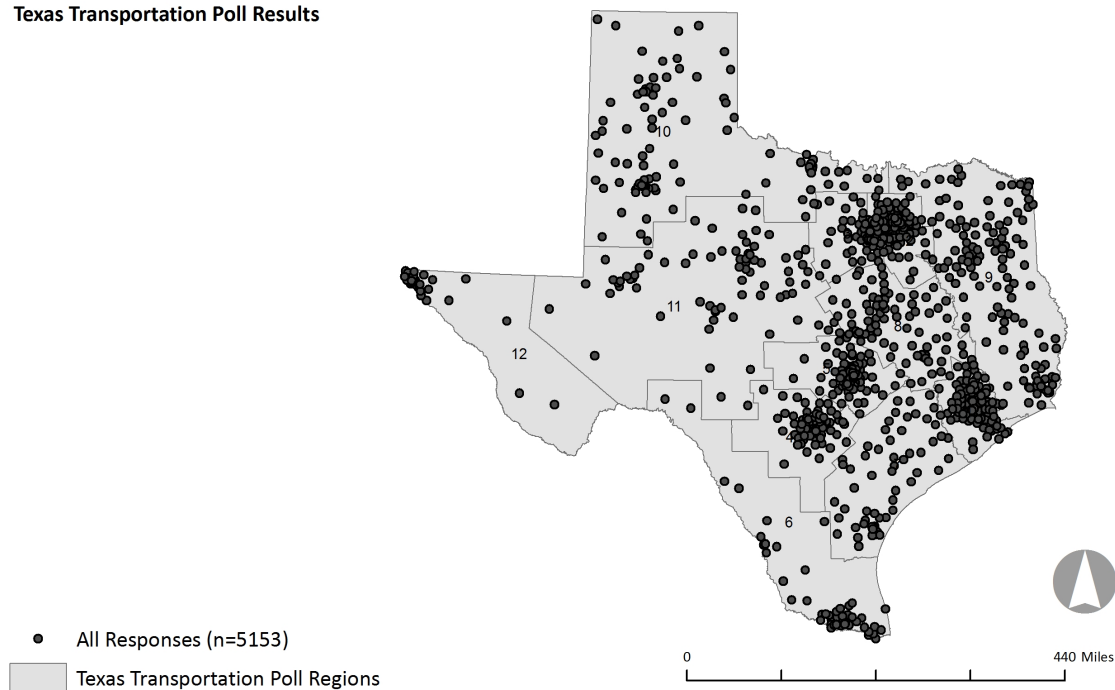 Texas Transportation Poll Results
10
9
11
8
12
6
All Responses (n=5153)
0
440 Miles
Texas Transportation Poll Regions